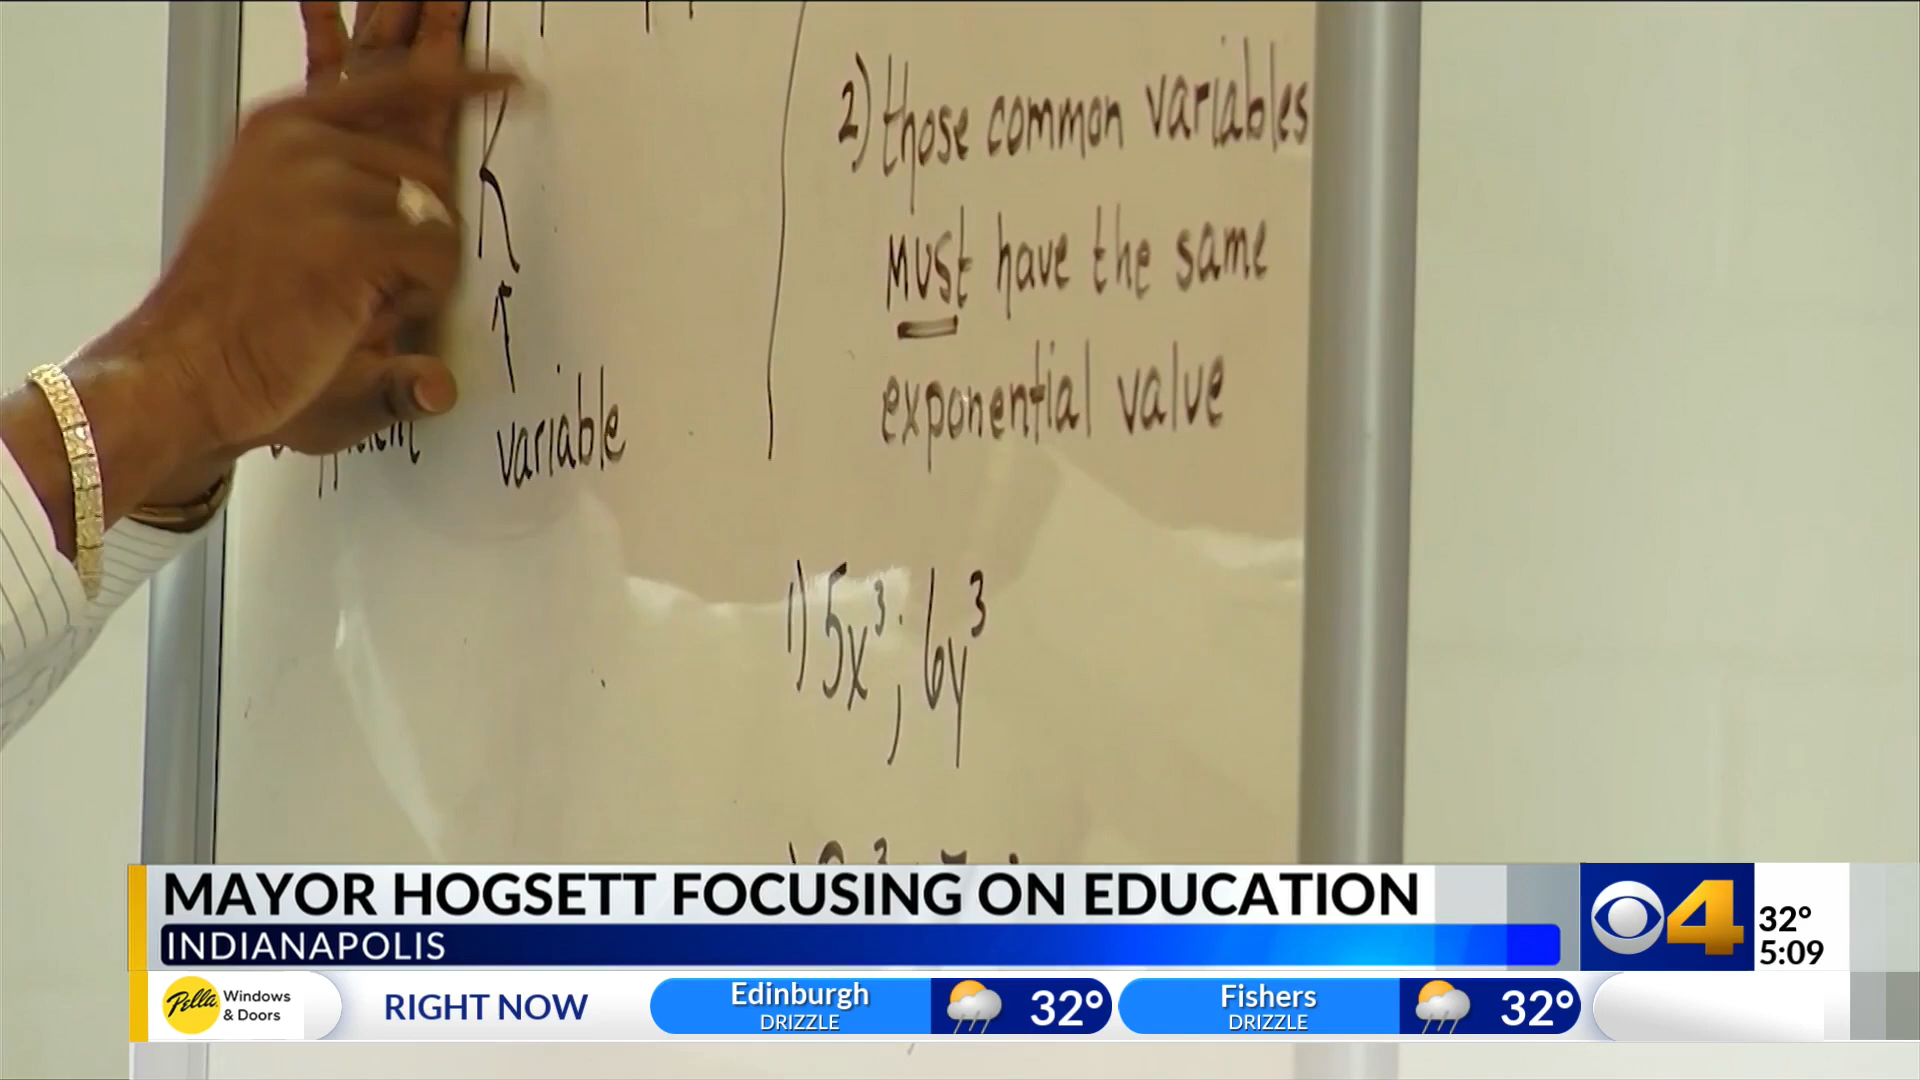 2) those common variables
must have the same
exponential value
variable
1) 5x³; 6y³
MAYOR HOGSETT FOCUSING ON EDUCATION
INDIANAPOLIS
4
32°
5:09
Pella Windows
& Doors
RIGHT NOW
Edinburgh
DRIZZLE
32°
Fishers
DRIZZLE
32°